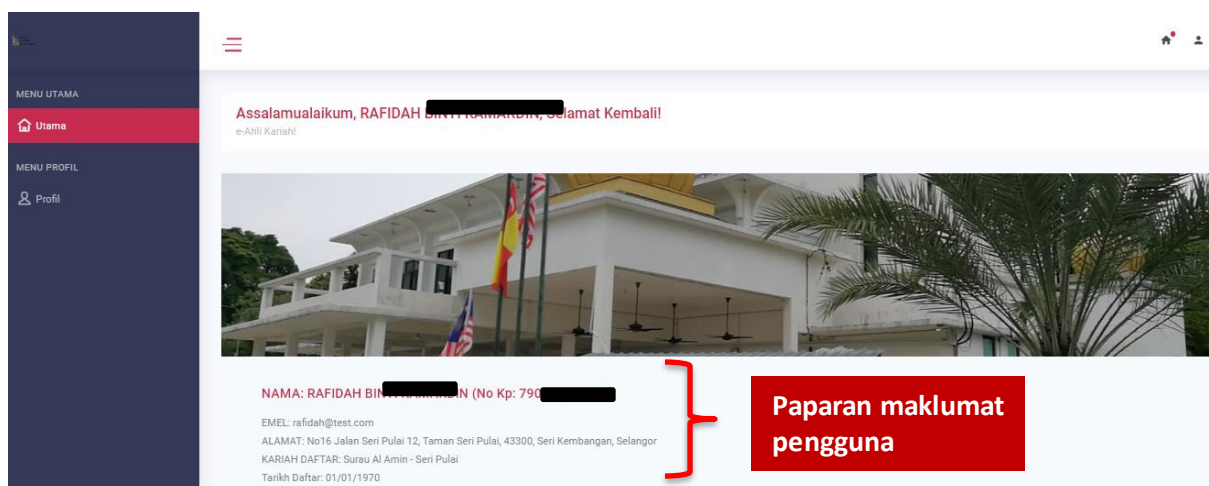 MENU UTAMA
Utama
MENU PROFIL
Profil
Assalamualaikum, RAFIDAH Selamat Kembali!
e-Ahli Kariah!
NAMA: RAFIDAH (No Kp: 790
EMEL: rafidah@test.com
ALAMAT: No16 Jalan Seri Pulai 12, Taman Seri Pulai, 43300, Seri Kembangan, Selangor
KARIAH DAFTAR: Surau Al Amin - Seri Pulai
Tarikh Daftar: 01/01/1970
Paparan maklumat
pengguna